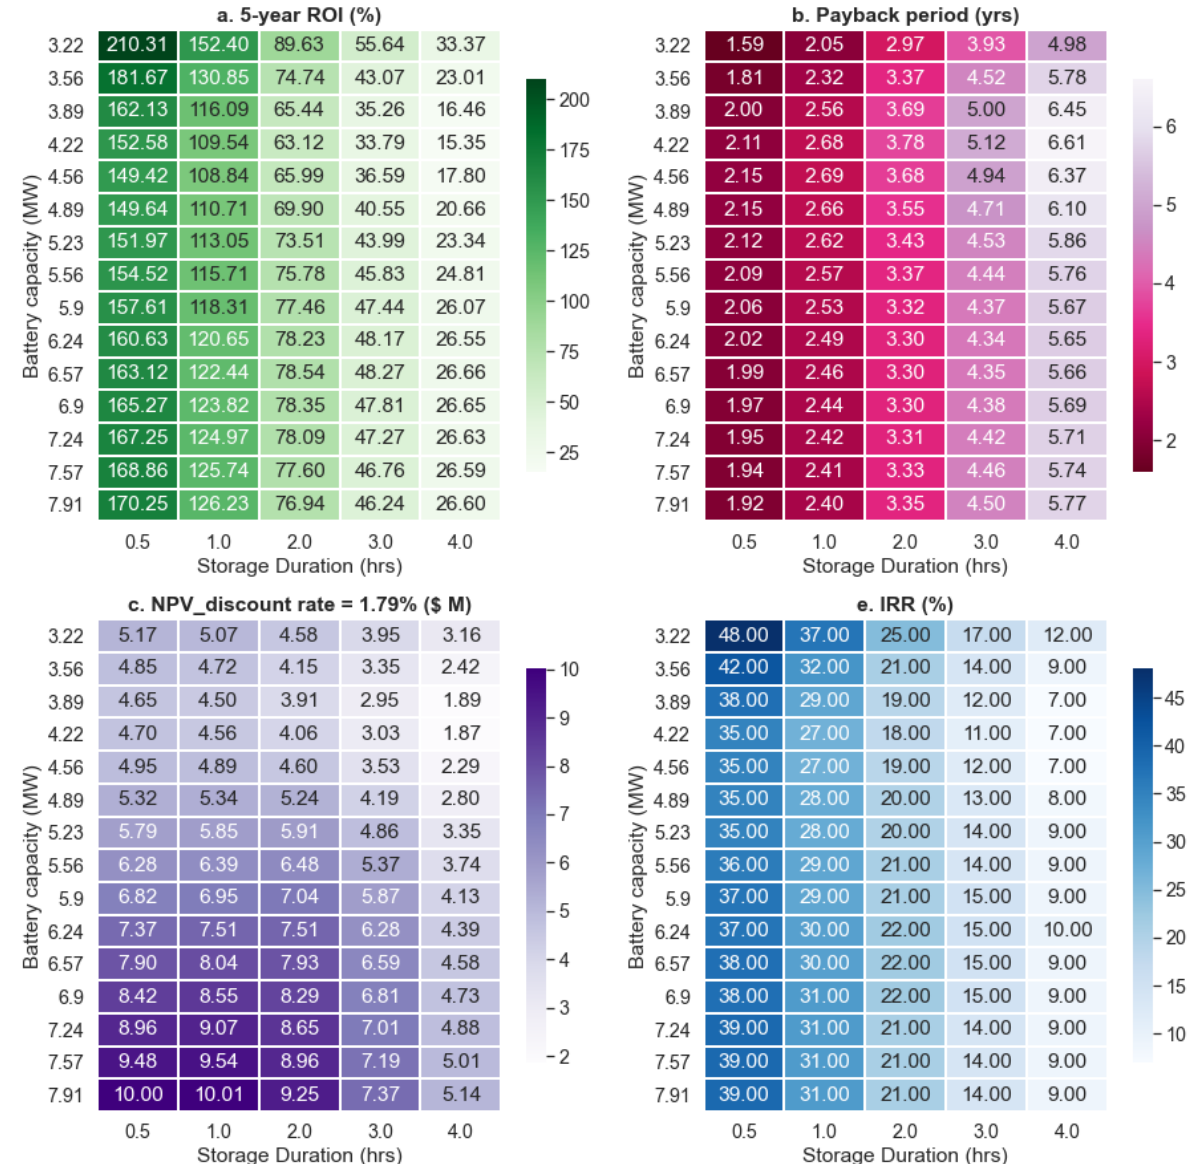 a. 5-year ROI (%)
3.22 210.31 152.40 89.63 55.64 33.37
3.56 181.67 130.85 74.74 43.07 23.01
3.89 162.13 116.09 65.44 35.26 16.46
4.22 152.58 109.54 63.12 33.79 15.35
4.56 149.42 108.84 65.99 36.59 17.80
4.89 149.64 110.71 69.90 40.55 20.66
5.23 151.97 113.05 73.51 43.99 23.34
5.56 154.52 115.71 75.78 45.83 24.81
5.9 157.61 118.31 77.46 47.44 26.07
6.24 160.63 120.65 78.23 48.17 26.55
6.57 163.12 122.44 78.54 48.27 26.66
6.9 165.27 123.82 78.35 47.81 26.65
7.24 167.25 124.97 78.09 47.27 26.63
7.57 168.86 125.74 77.60 46.76 26.59
7.91 170.25 126.23 76.94 46.24 26.60
0.5 1.0 2.0 3.0 4.0
Storage Duration (hrs)
Battery capacity (MW)
200
175
150
125
100
75
50
25
b. Payback period (yrs)
3.22 1.59 2.05 2.97 3.93 4.98
3.56 1.81 2.32 3.37 4.52 5.78
3.89 2.00 2.56 3.69 5.00 6.45
4.22 2.11 2.68 3.78 5.12 6.61
4.56 2.15 2.69 3.68 4.94 6.37
4.89 2.15 2.66 3.55 4.71 6.10
5.23 2.12 2.62 3.43 4.53 5.86
5.56 2.09 2.57 3.37 4.44 5.76
5.9 2.06 2.53 3.32 4.37 5.67
6.24 2.02 2.49 3.30 4.34 5.65
6.57 1.99 2.46 3.30 4.35 5.66
6.9 1.97 2.44 3.30 4.38 5.69
7.24 1.95 2.42 3.31 4.42 5.71
7.57 1.94 2.41 3.33 4.46 5.74
7.91 1.92 2.40 3.35 4.50 5.77
0.5 1.0 2.0 3.0 4.0
Storage Duration (hrs)
Battery capacity (MW)
6
5
4
3
2
c. NPV_discount rate = 1.79% ($ M)
3.22 5.17 5.07 4.58 3.95 3.16
3.56 4.85 4.72 4.15 3.35 2.42
3.89 4.65 4.50 3.91 2.95 1.89
4.22 4.70 4.56 4.06 3.03 1.87
4.56 4.95 4.89 4.60 3.53 2.29
4.89 5.32 5.34 5.24 4.19 2.80
5.23 5.79 5.85 5.91 4.86 3.35
5.56 6.28 6.39 6.48 5.37 3.74
5.9 6.82 6.95 7.04 5.87 4.13
6.24 7.37 7.51 7.51 6.28 4.39
6.57 7.90 8.04 7.93 6.59 4.58
6.9 8.42 8.55 8.29 6.81 4.73
7.24 8.96 9.07 8.65 7.01 4.88
7.57 9.48 9.54 8.96 7.19 5.01
7.91 10.00 10.01 9.25 7.37 5.14
0.5 1.0 2.0 3.0 4.0
Storage Duration (hrs)
Battery capacity (MW)
10
9
8
7
6
5
4
3
2
e. IRR (%)
3.22 48.00 37.00 25.00 17.00 12.00
3.56 42.00 32.00 21.00 14.00 9.00
3.89 38.00 29.00 19.00 12.00 7.00
4.22 35.00 27.00 18.00 11.00 7.00
4.56 35.00 27.00 19.00 12.00 7.00
4.89 35.00 28.00 20.00 13.00 8.00
5.23 35.00 28.00 20.00 14.00 9.00
5.56 36.00 29.00 21.00 14.00 9.00
5.9 37.00 29.00 21.00 15.00 9.00
6.24 37.00 30.00 22.00 15.00 10.00
6.57 38.00 30.00 22.00 15.00 9.00
6.9 38.00 31.00 22.00 15.00 9.00
7.24 39.00 31.00 21.00 14.00 9.00
7.57 39.00 31.00 21.00 14.00 9.00
7.91 39.00 31.00 21.00 14.00 9.00
0.5 1.0 2.0 3.0 4.0
Storage Duration (hrs)
Battery capacity (MW)
45
40
35
30
25
20
15
10